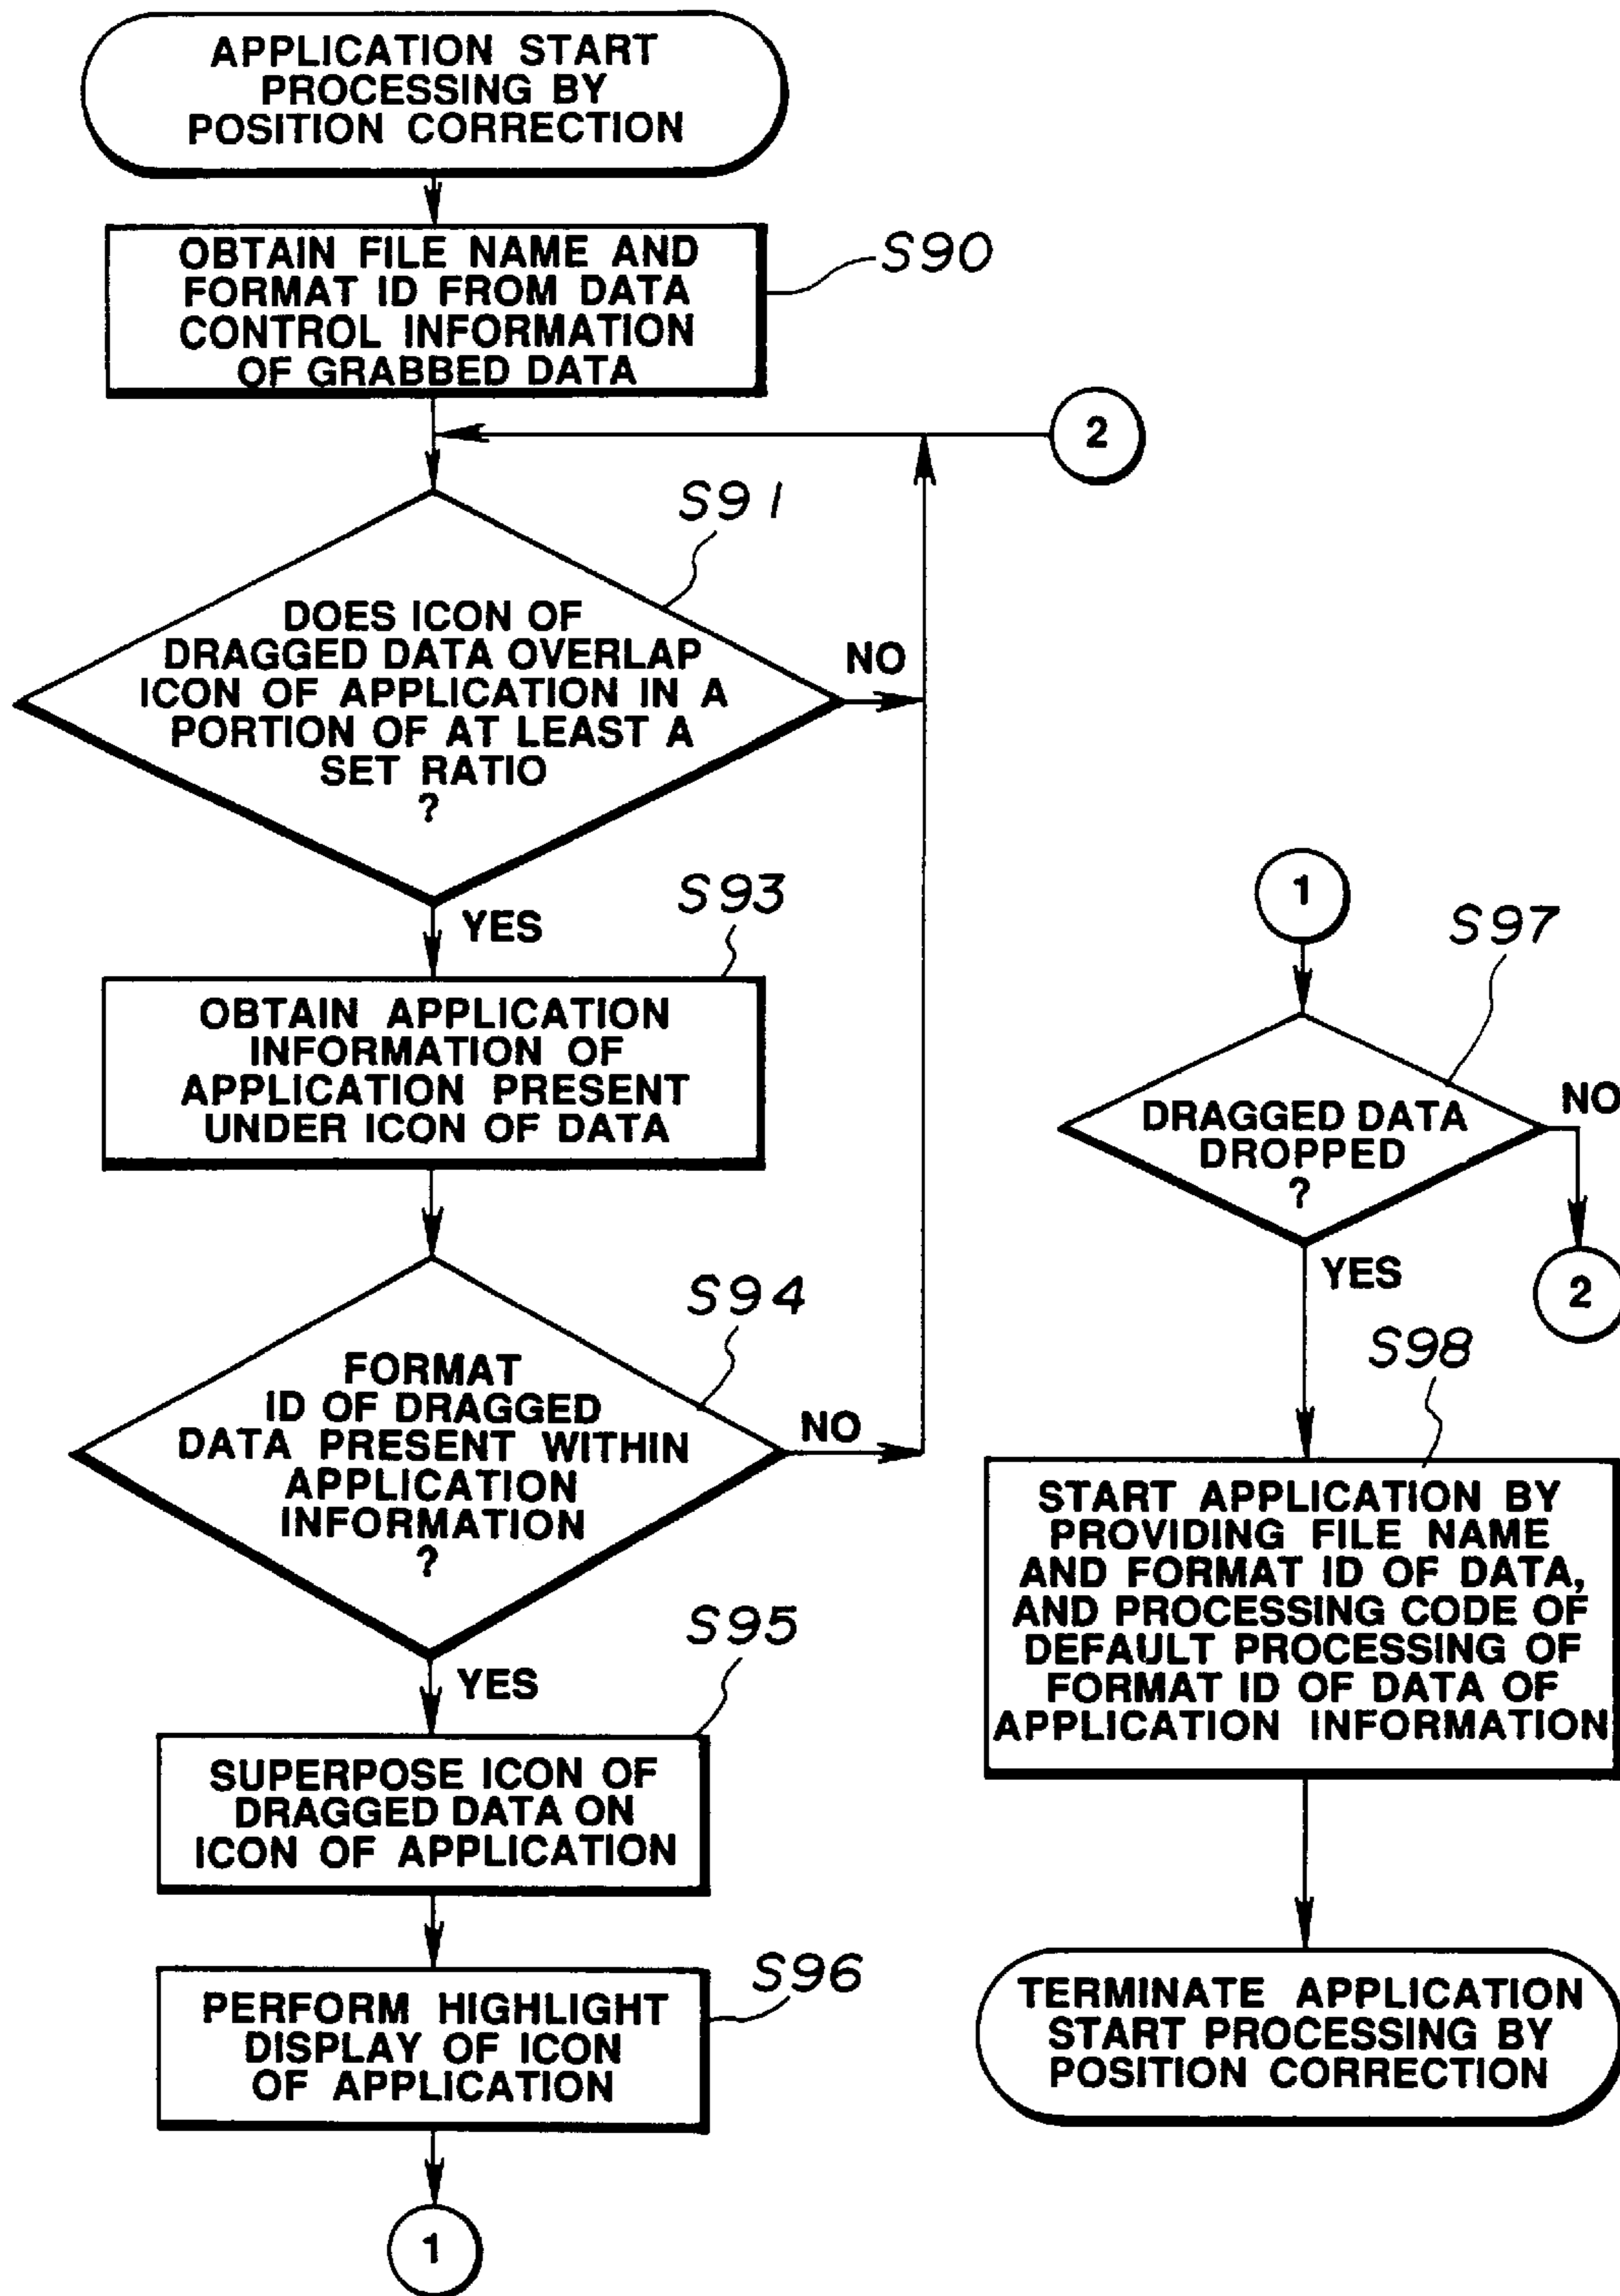 APPLICATION START
PROCESSING BY
POSITION CORRECTION
OBTAIN FILE NAME AND
FORMAT ID FROM DATA
CONTROL INFORMATION
OF GRABBED DATA
S90
2
S91
DOES ICON OF
DRAGGED DATA OVERLAP
ICON OF APPLICATION IN A
PORTION OF AT LEAST A
SET RATIO
?
NO
YES
S93
OBTAIN APPLICATION
INFORMATION OF
APPLICATION PRESENT
UNDER ICON OF DATA
S94
FORMAT
ID OF DRAGGED
DATA PRESENT WITHIN
APPLICATION
INFORMATION
?
NO
YES
S95
SUPERPOSE ICON OF
DRAGGED DATA ON
ICON OF APPLICATION
S96
PERFORM HIGHLIGHT
DISPLAY OF ICON
OF APPLICATION
1
1
S97
DRAGGED DATA
DROPPED
?
NO
2
YES
S98
START APPLICATION BY
PROVIDING FILE NAME
AND FORMAT ID OF DATA,
AND PROCESSING CODE OF
DEFAULT PROCESSING OF
FORMAT ID OF DATA OF
APPLICATION INFORMATION
TERMINATE APPLICATION
START PROCESSING BY
POSITION CORRECTION